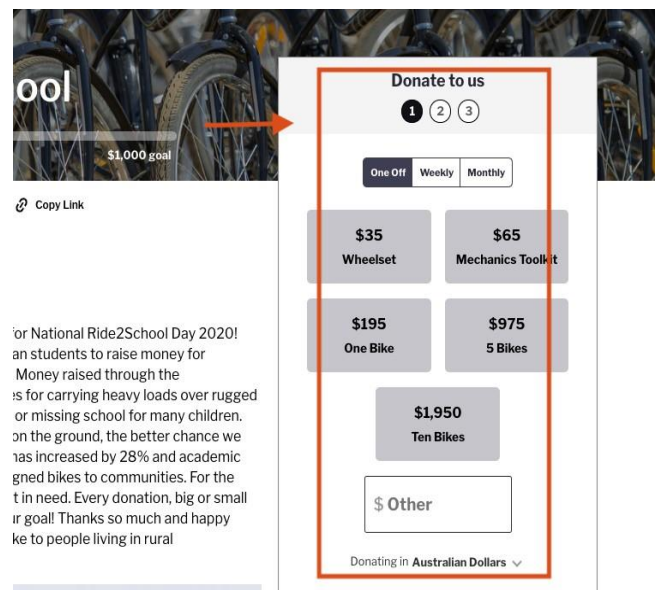 ool
$1,000 goal
Copy Link
or National Ride2School Day 2020!
an students to raise money for
Money raised through the
es for carrying heavy loads over rugged
or missing school for many children.
on the ground, the better chance we
has increased by 28% and academic
gned bikes to communities. For the
t in need. Every donation, big or small
ur goal! Thanks so much and happy
ke to people living in rural
Donate to us
1 2 3
One Off Weekly Monthly
$35 $65
Wheelset Mechanics Toolkit
$195 $975
One Bike 5 Bikes
$1,950
Ten Bikes
$ Other
Donating in Australian Dollars